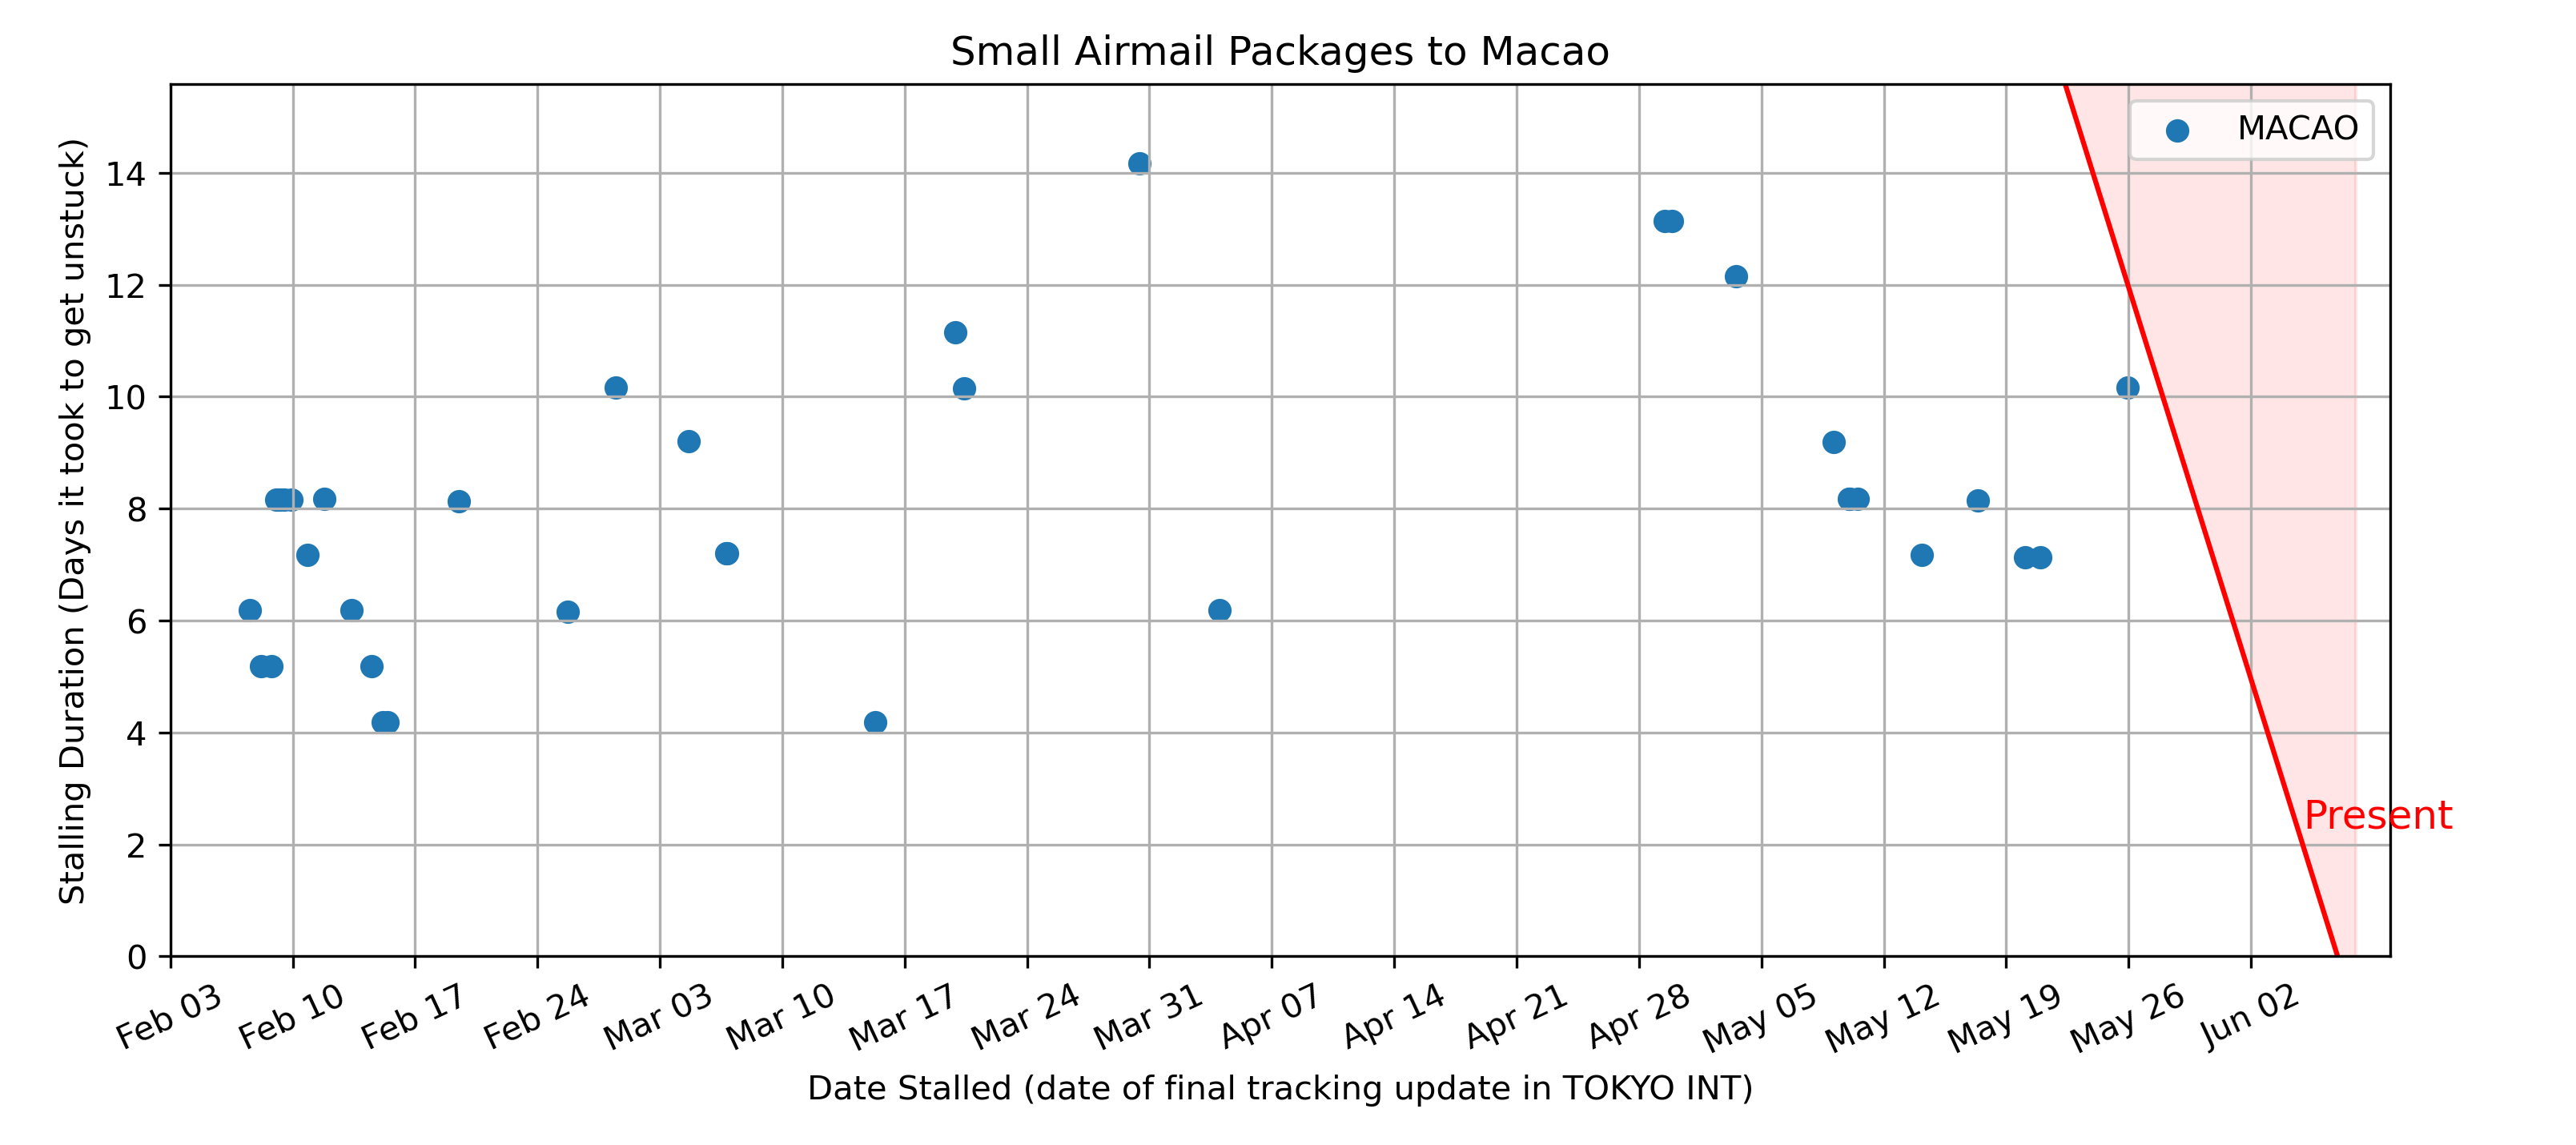 Small Airmail Packages to Macao
MACAO
Stalling Duration (Days it took to get unstuck)
14
12
10
8
6
4
2
0
Present
Feb 03
Feb 10
Feb 17
Feb 24
Mar 03
Mar 10
Mar 17
Mar 24
Mar 31
Apr 07
Apr 14
Apr 21
Apr 28
May 05
May 12
May 19
May 26
Jun 02
Date Stalled (date of final tracking update in TOKYO INT)